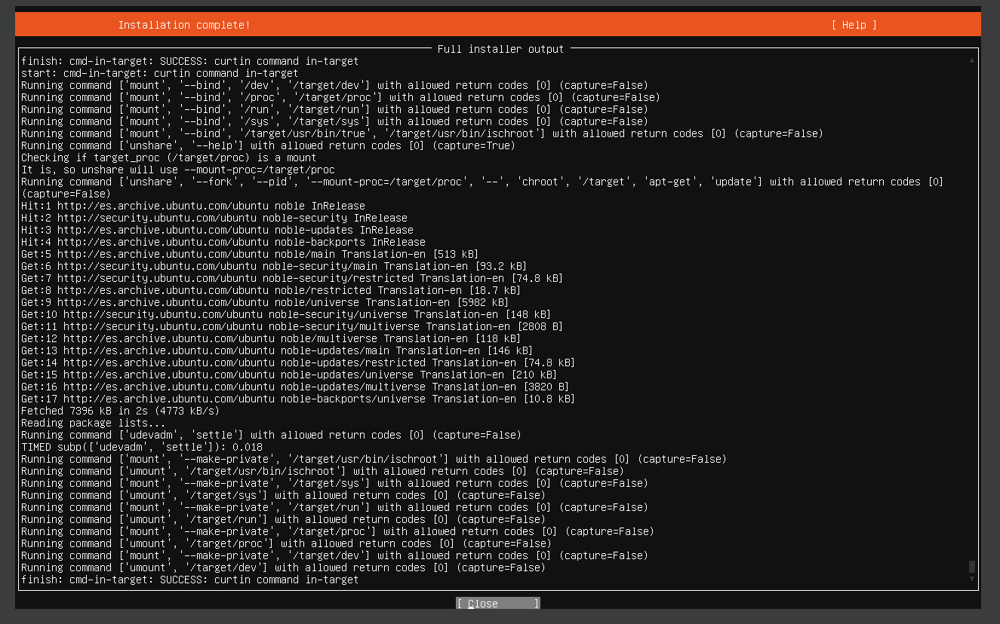 Installation complete!
[ Help ]
Full installer output
finish: cmd-in-target: SUCCESS: curtin command in-target
start: cmd-in-target: curtin command in-target
Running command ['mount', '--bind', '/dev', '/target/dev'] with allowed return codes [0] (capture=False)
Running command ['mount', '--bind', '/proc', '/target/proc'] with allowed return codes [0] (capture=False)
Running command ['mount', '--bind', '/run', '/target/run'] with allowed return codes [0] (capture=False)
Running command ['mount', '--bind', '/sys', '/target/sys'] with allowed return codes [0] (capture=False)
Running command ['mount', '--bind', '/target/usr/bin/true', '/target/usr/bin/ischroot'] with allowed return codes [0] (capture=False)
Running command ['unshare', '--help'] with allowed return codes [0] (capture=True)
Checking if target_proc (/target/proc) is a mount
It is, so unshare will use --mount-proc=/target/proc
Running command ['unshare', '--fork', '--pid', '--mount-proc=/target/proc', '--', 'chroot', '/target', 'apt-get', 'update'] with allowed return codes [0]
(capture=False)
Hit:1 http://es.archive.ubuntu.com/ubuntu noble InRelease
Hit:2 http://security.ubuntu.com/ubuntu noble-security InRelease
Hit:3 http://es.archive.ubuntu.com/ubuntu noble-updates InRelease
Hit:4 http://es.archive.ubuntu.com/ubuntu noble-backports InRelease
Get:5 http://es.archive.ubuntu.com/ubuntu noble/main Translation-en [513 kB]
Get:6 http://security.ubuntu.com/ubuntu noble-security/main Translation-en [93.2 kB]
Get:7 http://security.ubuntu.com/ubuntu noble-security/restricted Translation-en [74.8 kB]
Get:8 http://es.archive.ubuntu.com/ubuntu noble/restricted Translation-en [18.7 kB]
Get:9 http://es.archive.ubuntu.com/ubuntu noble/universe Translation-en [5982 kB]
Get:10 http://security.ubuntu.com/ubuntu noble-security/universe Translation-en [148 kB]
Get:11 http://security.ubuntu.com/ubuntu noble-security/multiverse Translation-en [2808 B]
Get:12 http://es.archive.ubuntu.com/ubuntu noble/multiverse Translation-en [118 kB]
Get:13 http://es.archive.ubuntu.com/ubuntu noble-updates/main Translation-en [146 kB]
Get:14 http://es.archive.ubuntu.com/ubuntu noble-updates/restricted Translation-en [74.8 kB]
Get:15 http://es.archive.ubuntu.com/ubuntu noble-updates/universe Translation-en [210 kB]
Get:16 http://es.archive.ubuntu.com/ubuntu noble-updates/multiverse Translation-en [3820 B]
Get:17 http://es.archive.ubuntu.com/ubuntu noble-backports/universe Translation-en [10.8 kB]
Fetched 7396 kB in 2s (4773 kB/s)
Reading package lists...
Running command ['udevadm', 'settle'] with allowed return codes [0] (capture=False)
TIMED subp(['udevadm', 'settle']): 0.018
Running command ['mount', '--make-private', '/target/usr/bin/ischroot'] with allowed return codes [0] (capture=False)
Running command ['umount', '/target/usr/bin/ischroot'] with allowed return codes [0] (capture=False)
Running command ['mount', '--make-private', '/target/sys'] with allowed return codes [0] (capture=False)
Running command ['umount', '/target/sys'] with allowed return codes [0] (capture=False)
Running command ['mount', '--make-private', '/target/run'] with allowed return codes [0] (capture=False)
Running command ['umount', '/target/run'] with allowed return codes [0] (capture=False)
Running command ['mount', '--make-private', '/target/proc'] with allowed return codes [0] (capture=False)
Running command ['umount', '/target/proc'] with allowed return codes [0] (capture=False)
Running command ['mount', '--make-private', '/target/dev'] with allowed return codes [0] (capture=False)
Running command ['umount', '/target/dev'] with allowed return codes [0] (capture=False)
finish: cmd-in-target: SUCCESS: curtin command in-target
[ Close ]